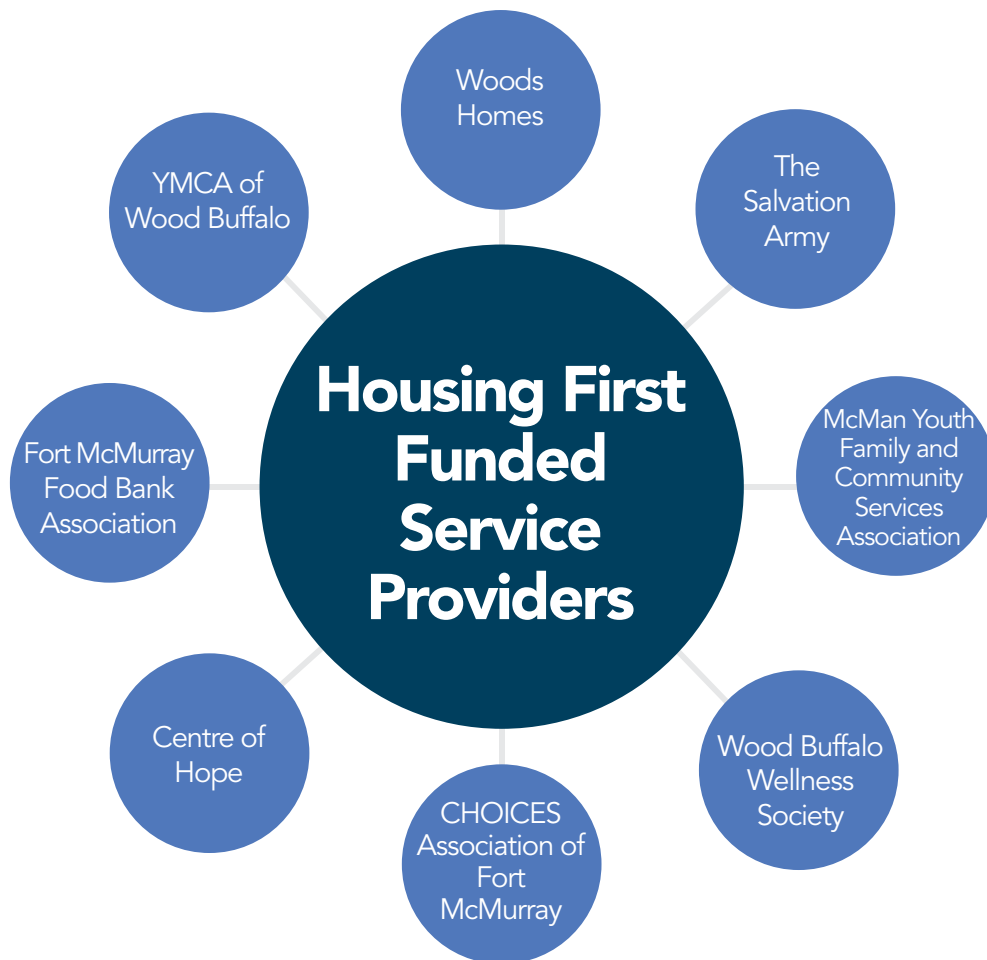 Woods
Homes
The
Salvation
Army
McMan Youth
Family and
Community
Services
Association
Wood Buffalo
Wellness
Society
CHOICES
Association of
Fort
McMurray
Centre of
Hope
Fort McMurray
Food Bank
Association
YMCA of
Wood Buffalo
Housing First
Funded
Service
Providers